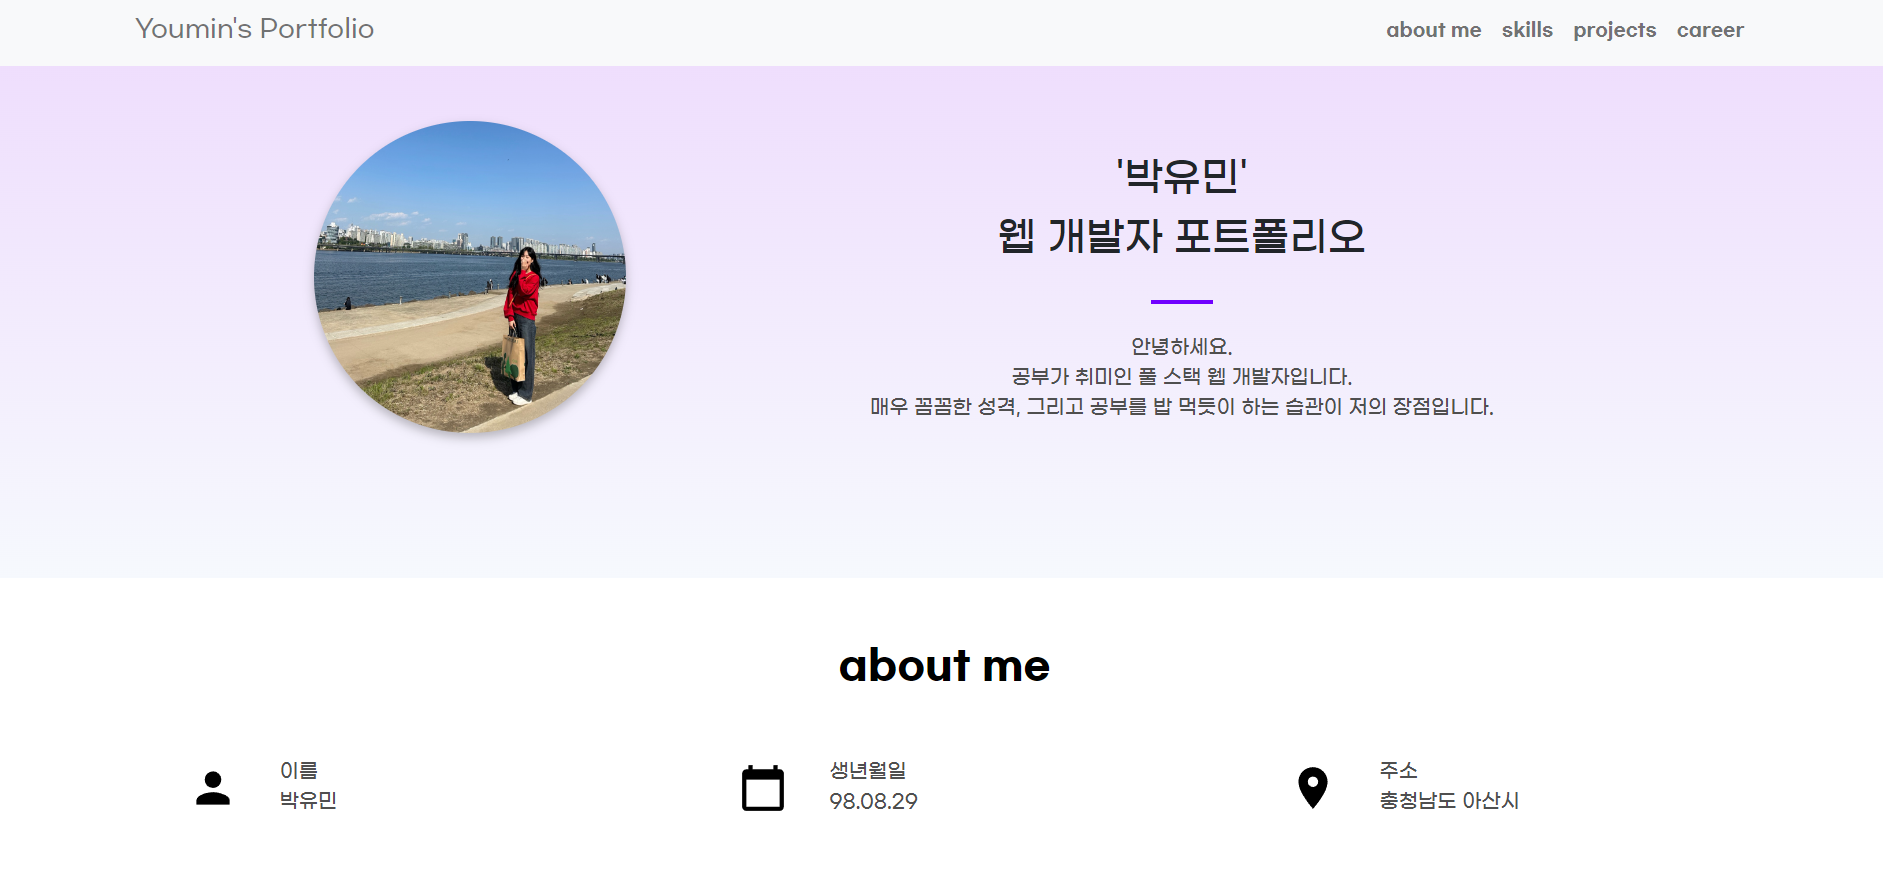 Youmin's Portfolio
about me skills projects career
'박유민'
웹 개발자 포트폴리오
안녕하세요.
공부가 취미인 풀 스택 웹 개발자입니다.
매우 꼼꼼한 성격, 그리고 공부를 밥 먹듯이 하는 습관이 저의 장점입니다.
about me
이름
박유민
생년월일
98.08.29
주소
충청남도 아산시